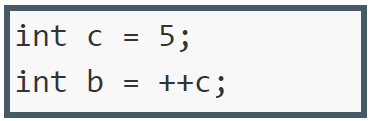 int c = 5;
int b = ++c;